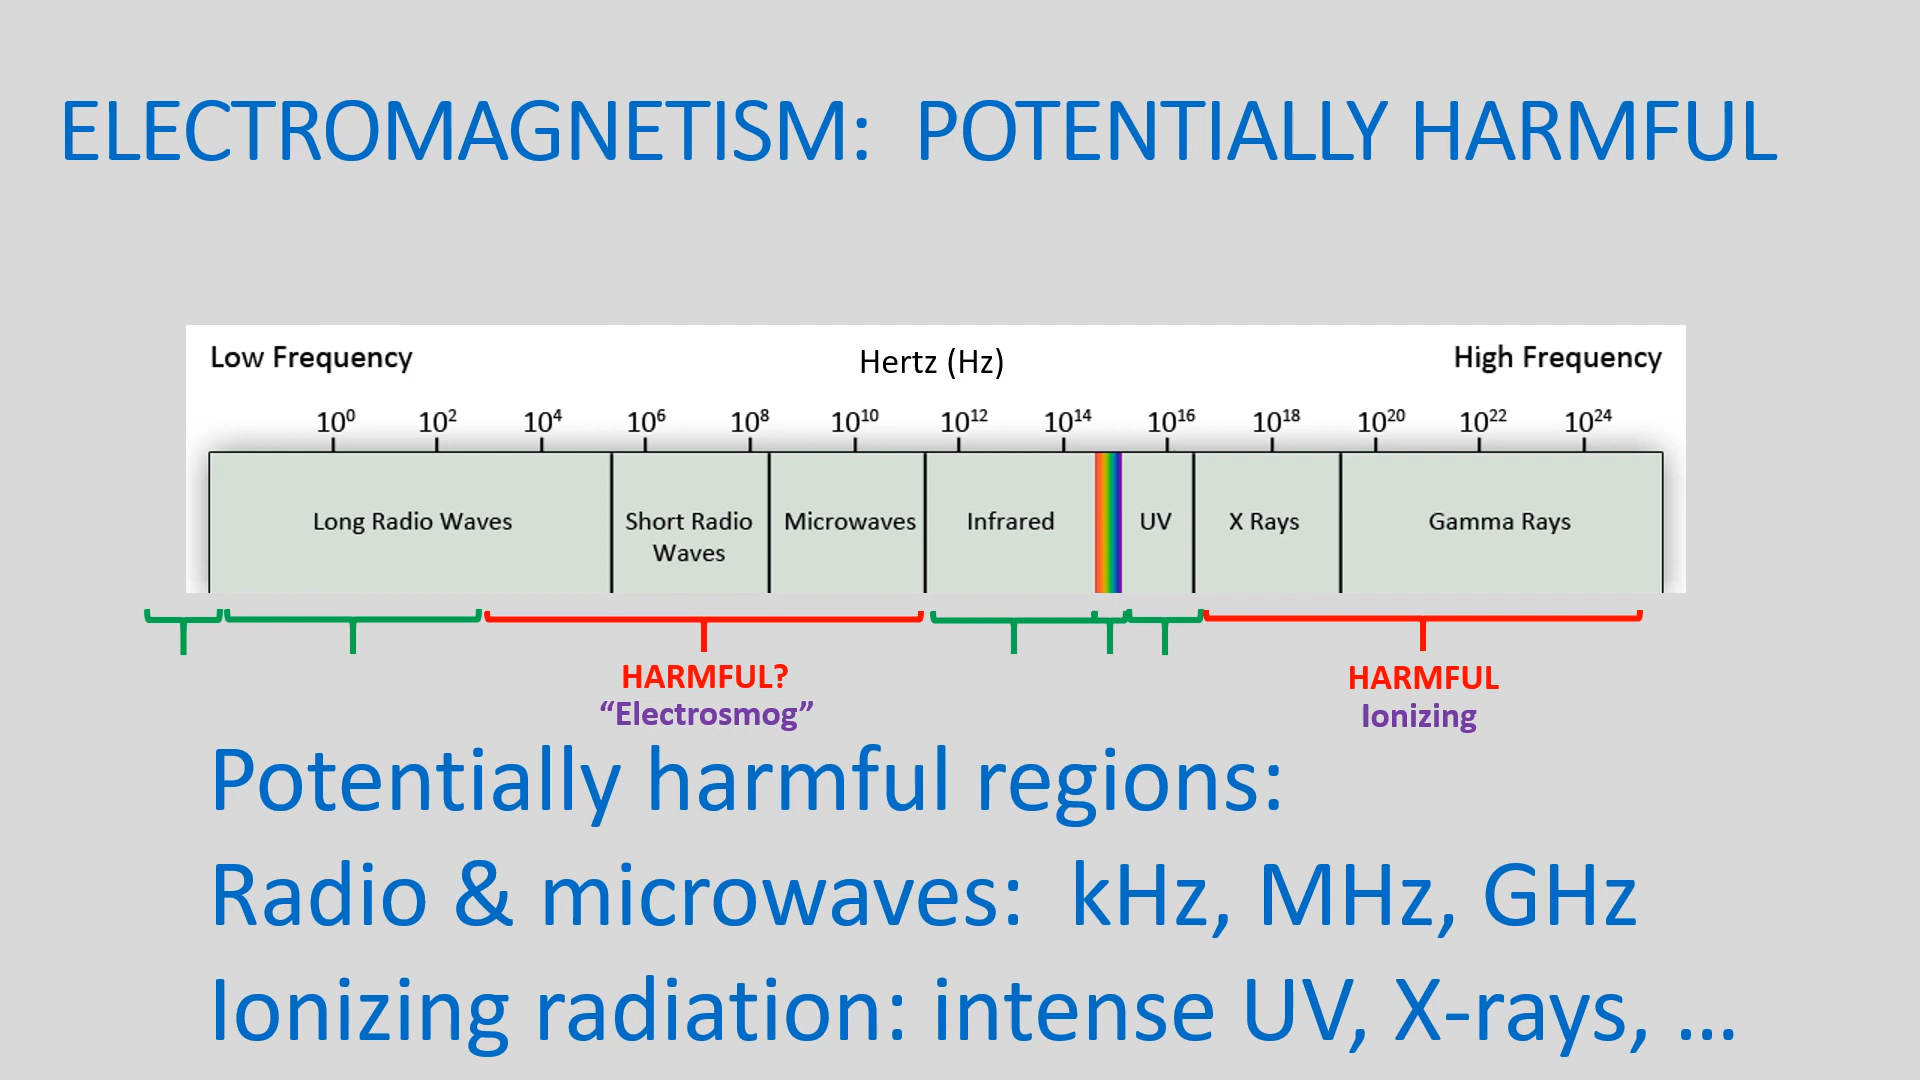 ELECTROMAGNETISM:  POTENTIALLY HARMFUL
Low Frequency Hertz (Hz) High Frequency
10⁰ 10² 10⁴ 10⁶ 10⁸ 10¹⁰ 10¹² 10¹⁴ 10¹⁶ 10¹⁸ 10²⁰ 10²² 10²⁴
Long Radio Waves Short Radio Microwaves Infrared UV X Rays Gamma Rays
Waves
HARMFUL? HARMFUL
“Electrosmog” Ionizing
Potentially harmful regions:
Radio & microwaves:  kHz, MHz, GHz
Ionizing radiation: intense UV, X-rays, …